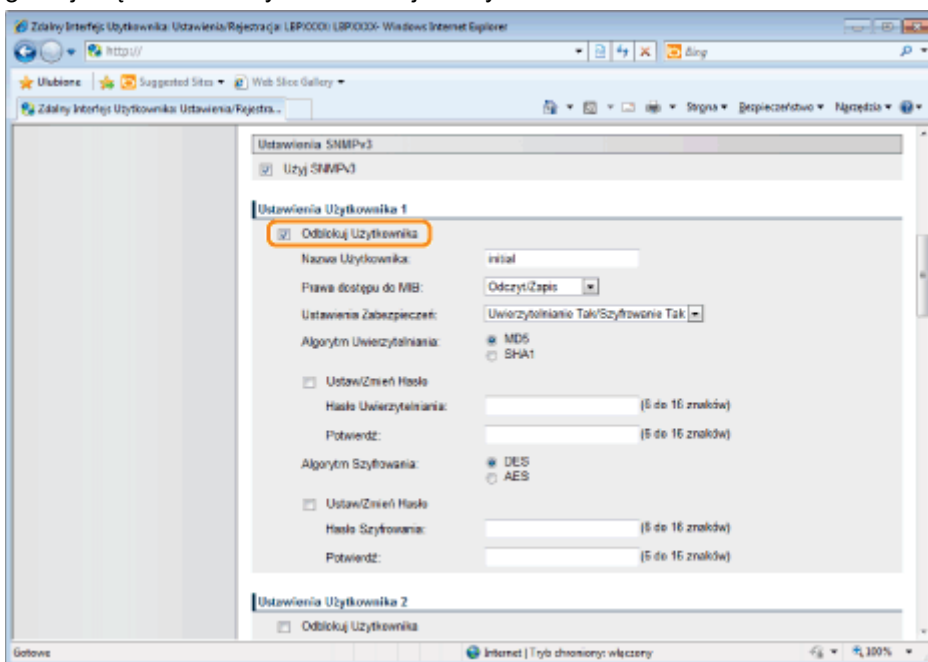 Zdalny Interfejs Użytkownika: Ustawienia/Rejestracja: LBPXXXX: LBPXXXX- Windows Internet Explorer
http://
Bing
Ulubione Suggested Sites Web Slice Gallery
Zdalny Interfejs Użytkownika: Ustawienia/Rejestra... Strona Bezpieczeństwo Narzędzia
Ustawienia SNMPv3
Użyj SNMPv3
Ustawienia Użytkownika 1
Odblokuj Użytkownika
Nazwa Użytkownika: initial
Prawa dostępu do MIB: Odczyt/Zapis
Ustawienia Zabezpieczeń: Uwierzytelnianie Tak/Szyfrowanie Tak
Algorytm Uwierzytelniania: MD5
SHA1
Ustaw/Zmień Hasło
Hasło Uwierzytelniania: (6 do 16 znaków)
Potwierdź: (6 do 16 znaków)
Algorytm Szyfrowania: DES
AES
Ustaw/Zmień Hasło
Hasło Szyfrowania: (6 do 16 znaków)
Potwierdź: (6 do 16 znaków)
Ustawienia Użytkownika 2
Odblokuj Użytkownika
Gotowe Internet | Tryb chroniony: włączony 100%